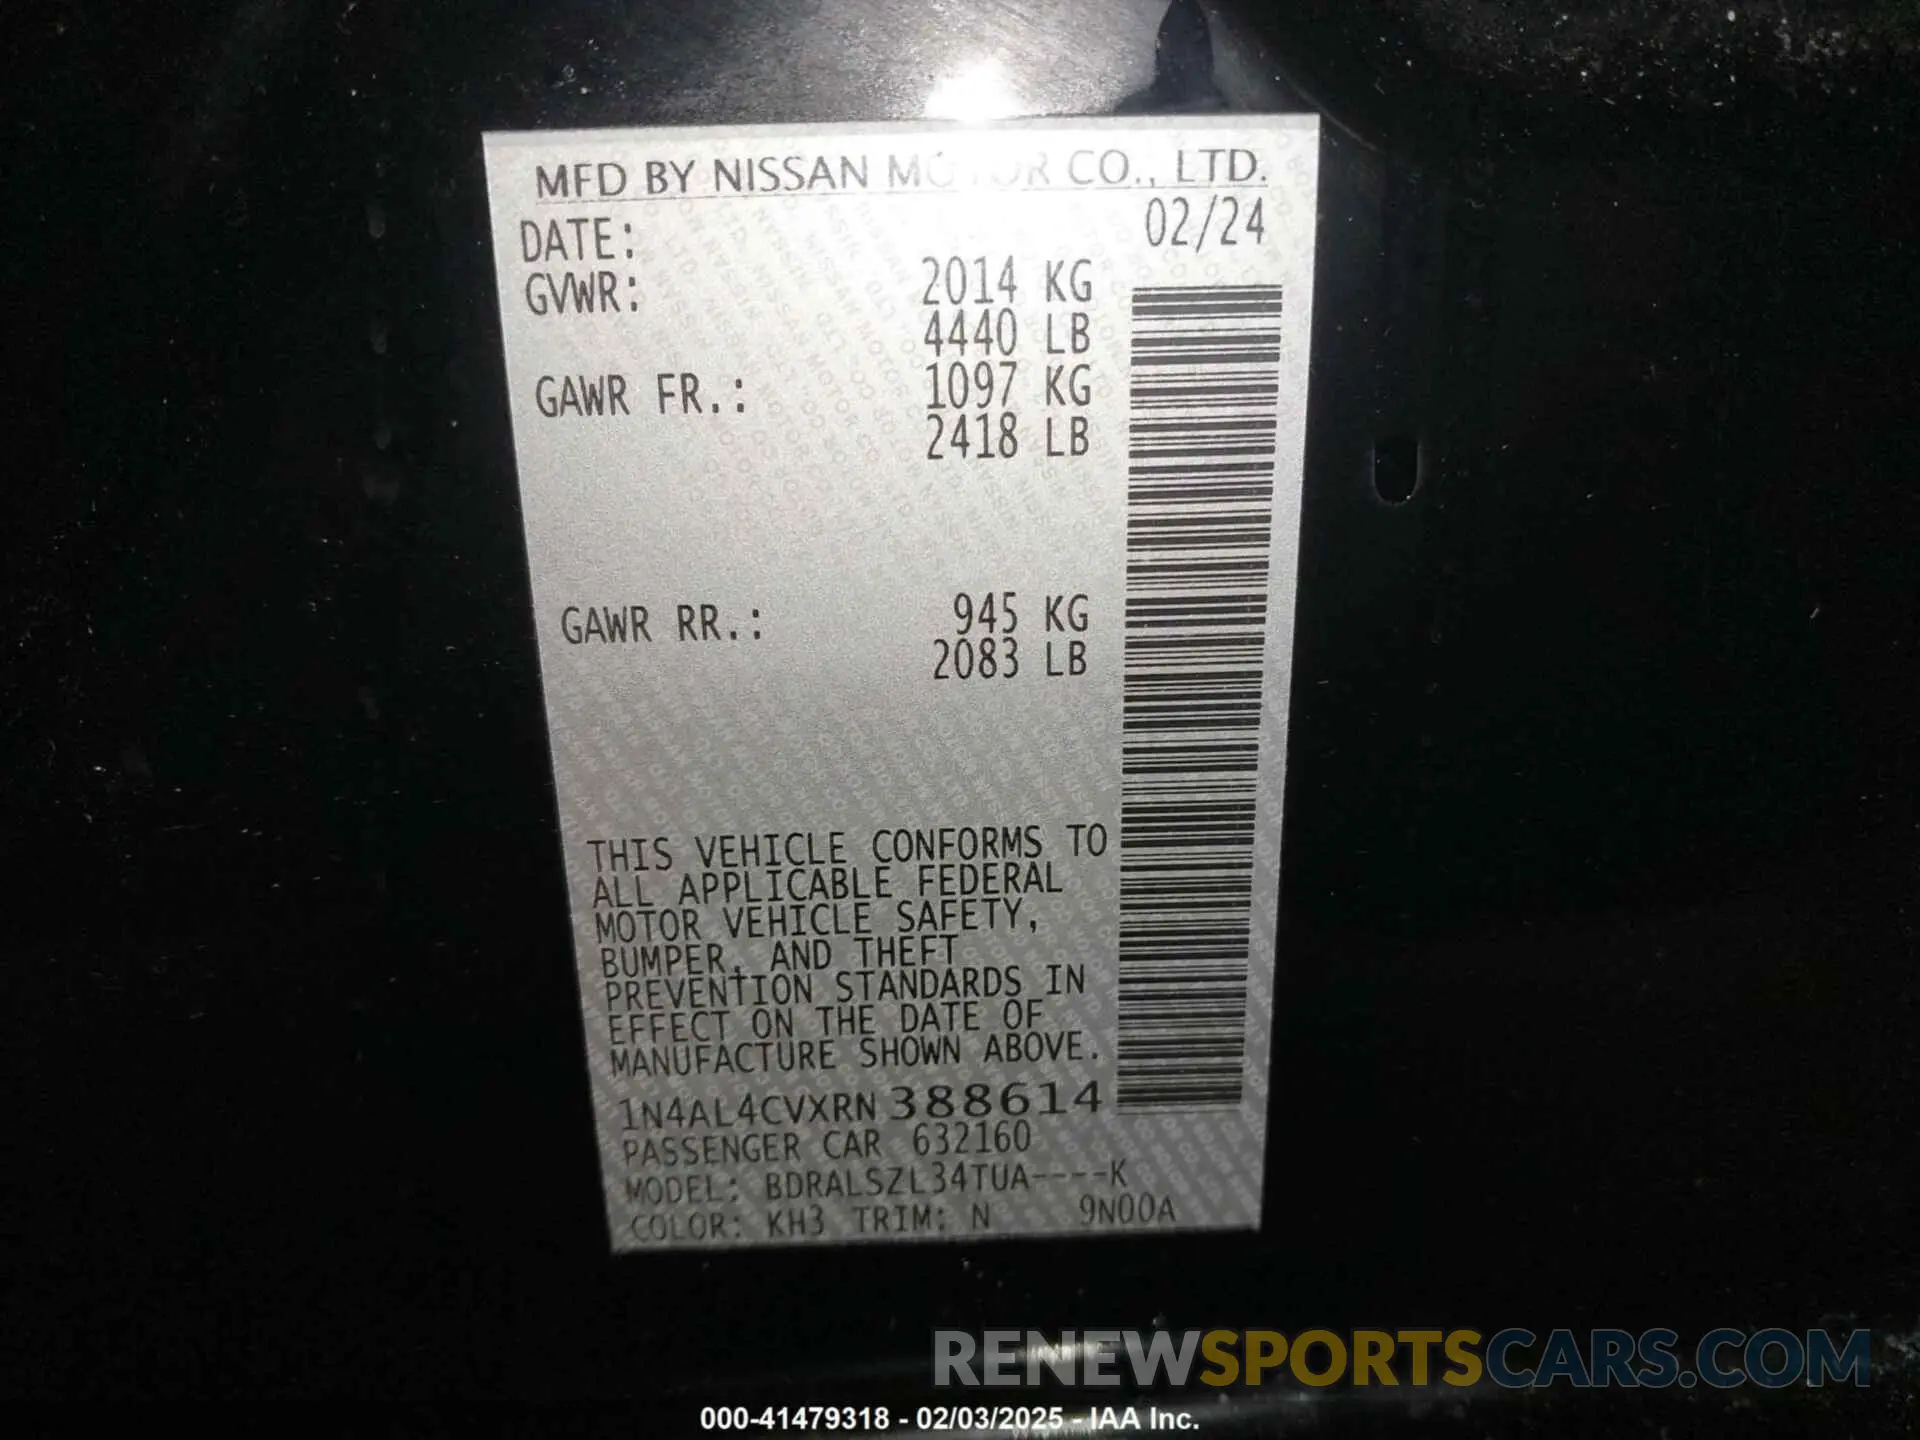 MFD BY NISSAN MOTOR CO., LTD.
DATE: 02/24
GVWR: 2014 KG
4440 LB
GAWR FR.: 1097 KG
2418 LB
GAWR RR.: 945 KG
2083 LB
THIS VEHICLE CONFORMS TO
ALL APPLICABLE FEDERAL
MOTOR VEHICLE SAFETY,
BUMPER, AND THEFT
PREVENTION STANDARDS IN
EFFECT ON THE DATE OF
MANUFACTURE SHOWN ABOVE.
1N4AL4CVXRN388614
PASSENGER CAR 632160
MODEL: BDRALSZL34TUA----K
COLOR: KH3 TRIM: N 9N00A
RENEWSPORTSCARS.COM
000-41479318 - 02/03/2025 - IAA Inc.